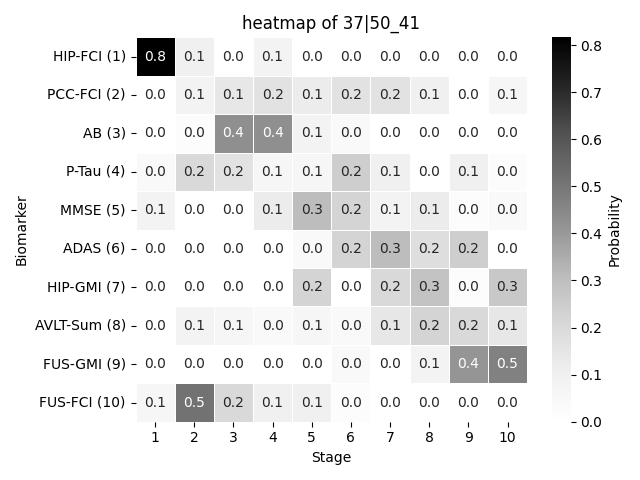 heatmap of 37|50_41
HIP-FCI (1) 0.8 0.1 0.0 0.1 0.0 0.0 0.0 0.0 0.0 0.0
PCC-FCI (2) 0.0 0.1 0.1 0.2 0.1 0.2 0.2 0.1 0.0 0.1
AB (3) 0.0 0.0 0.4 0.4 0.1 0.0 0.0 0.0 0.0 0.0
P-Tau (4) 0.0 0.2 0.2 0.1 0.1 0.2 0.1 0.0 0.1 0.0
MMSE (5) 0.1 0.0 0.0 0.1 0.3 0.2 0.1 0.1 0.0 0.0
ADAS (6) 0.0 0.0 0.0 0.0 0.0 0.2 0.3 0.2 0.2 0.0
HIP-GMI (7) 0.0 0.0 0.0 0.0 0.2 0.0 0.2 0.3 0.0 0.3
AVLT-Sum (8) 0.0 0.1 0.1 0.0 0.1 0.0 0.1 0.2 0.2 0.1
FUS-GMI (9) 0.0 0.0 0.0 0.0 0.0 0.0 0.0 0.1 0.4 0.5
FUS-FCI (10) 0.1 0.5 0.2 0.1 0.1 0.0 0.0 0.0 0.0 0.0
1 2 3 4 5 6 7 8 9 10
Stage
Biomarker
0.8
0.7
0.6
0.5
0.4
0.3
0.2
0.1
0.0
Probability